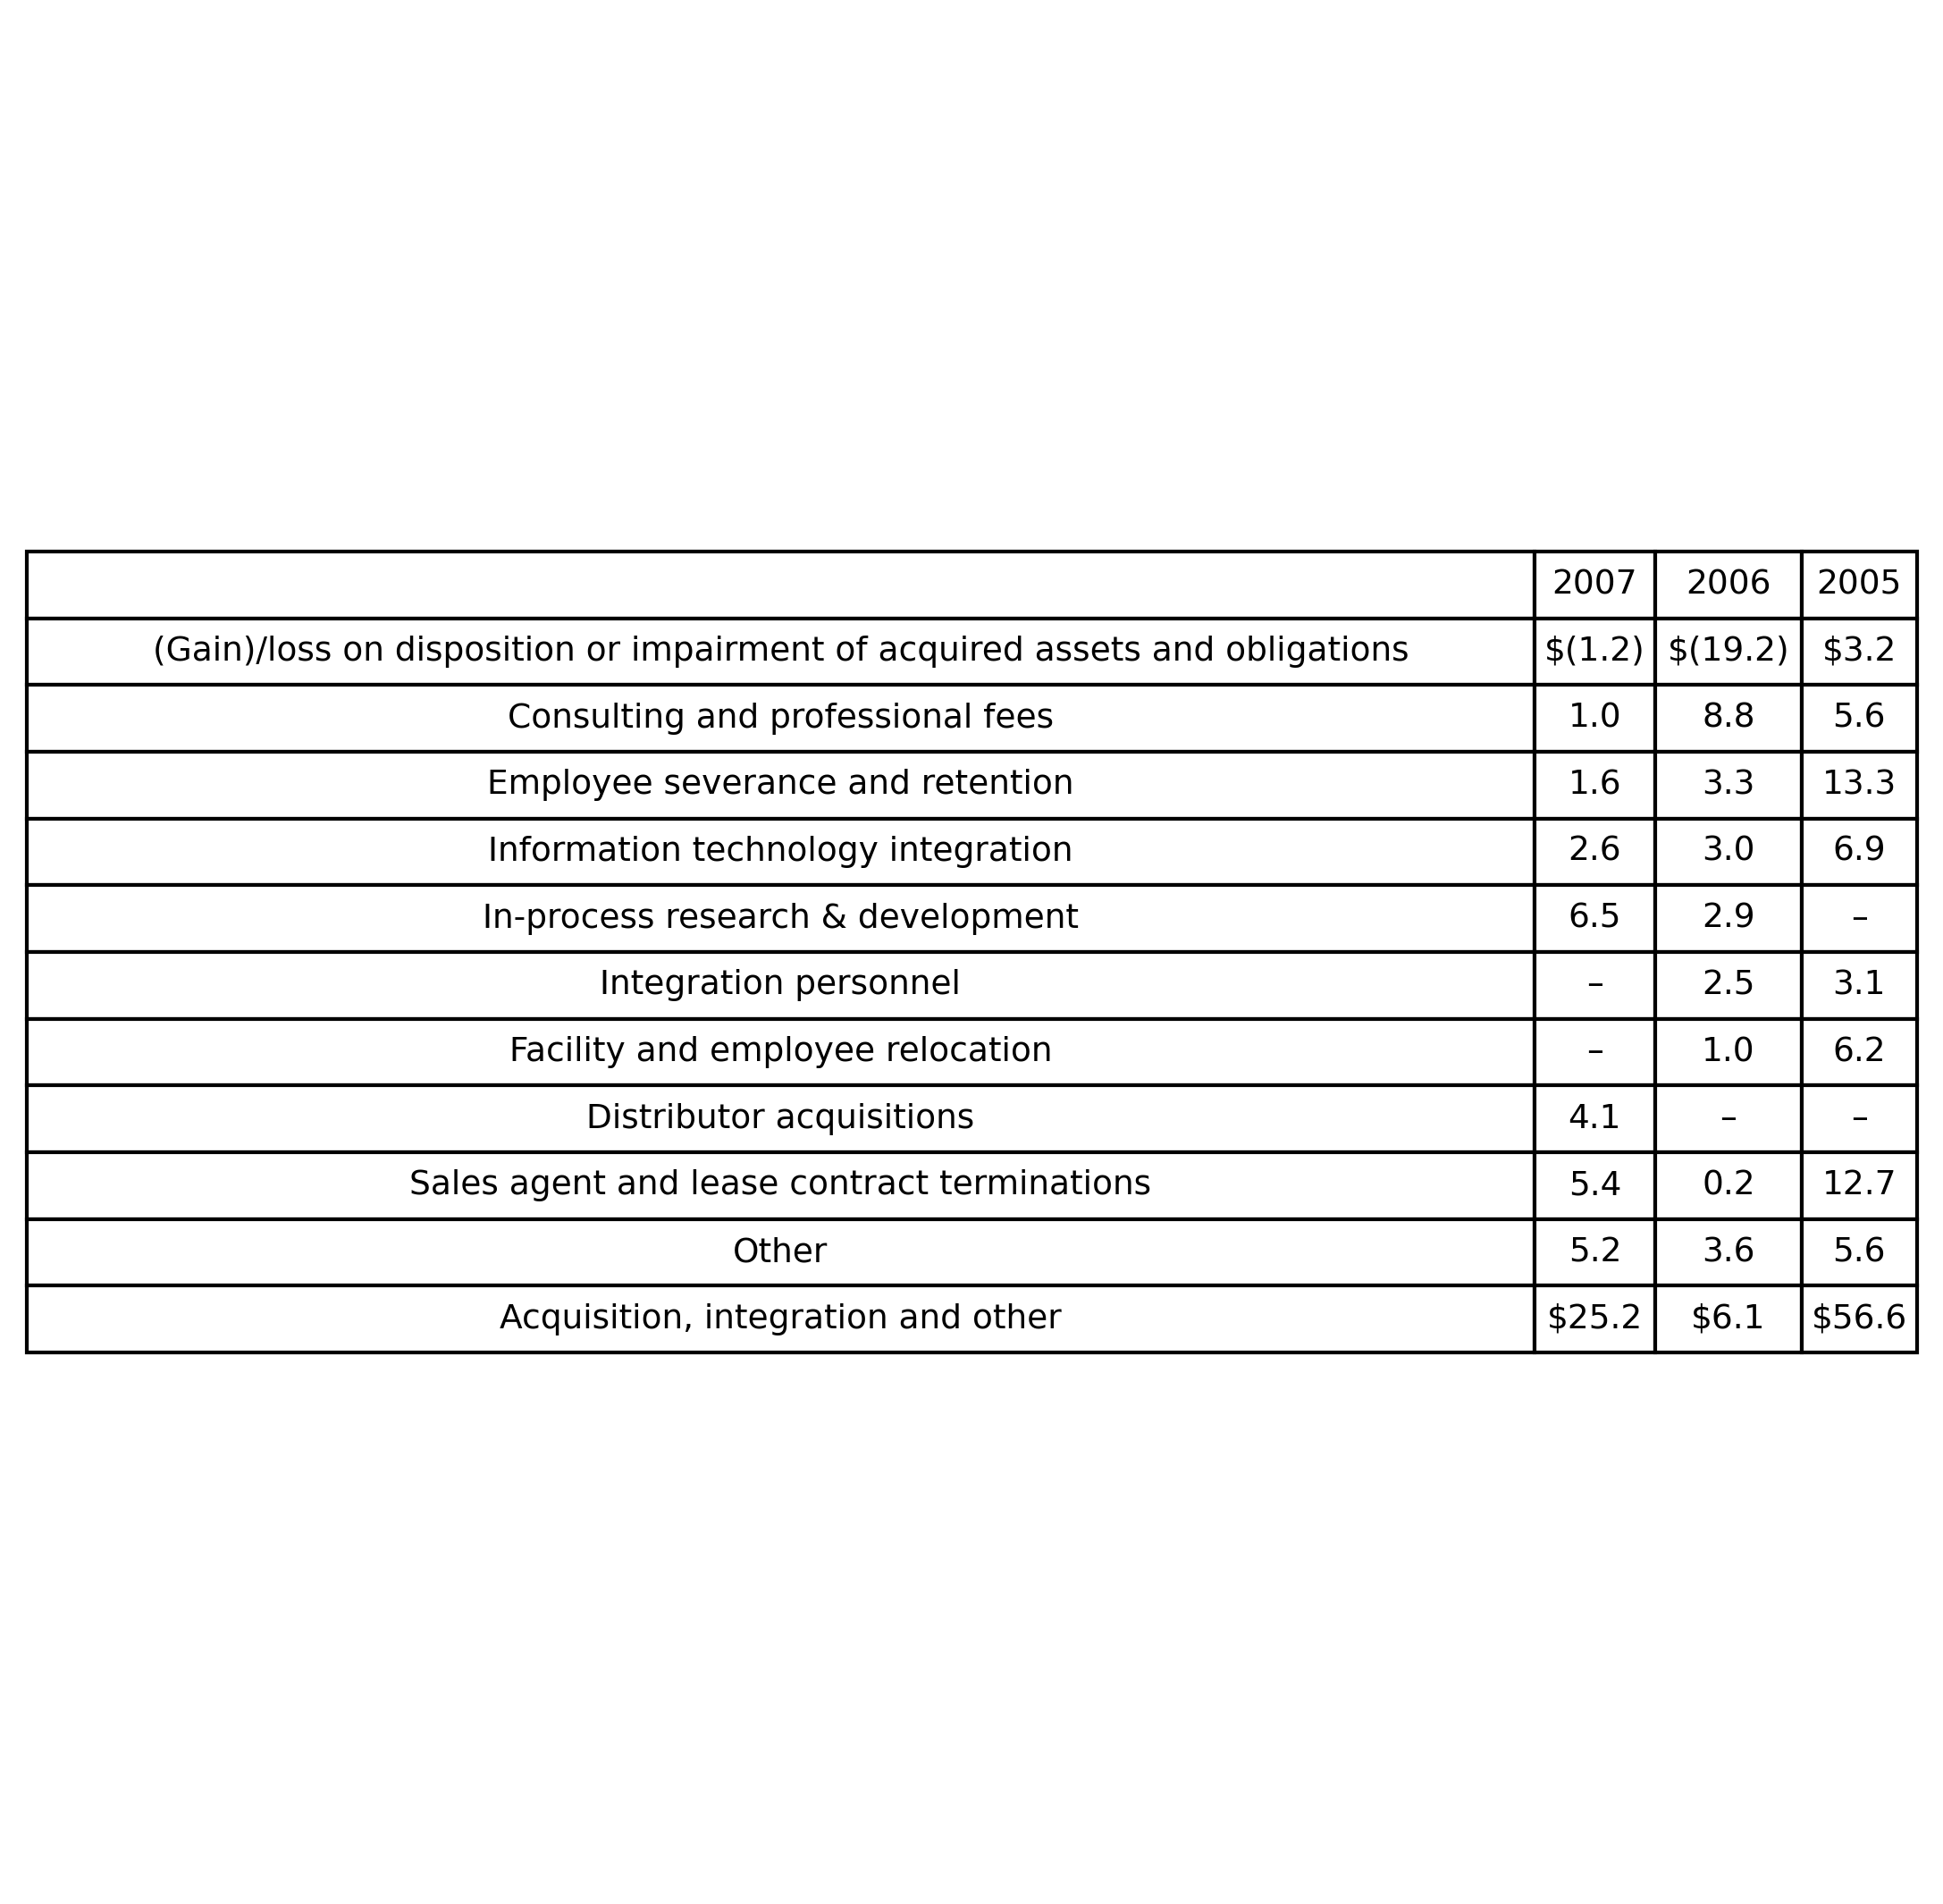 2007 2006 2005
(Gain)/loss on disposition or impairment of acquired assets and obligations $(1.2) $(19.2) $3.2
Consulting and professional fees 1.0 8.8 5.6
Employee severance and retention 1.6 3.3 13.3
Information technology integration 2.6 3.0 6.9
In-process research & development 6.5 2.9 –
Integration personnel – 2.5 3.1
Facility and employee relocation – 1.0 6.2
Distributor acquisitions 4.1 – –
Sales agent and lease contract terminations 5.4 0.2 12.7
Other 5.2 3.6 5.6
Acquisition, integration and other $25.2 $6.1 $56.6